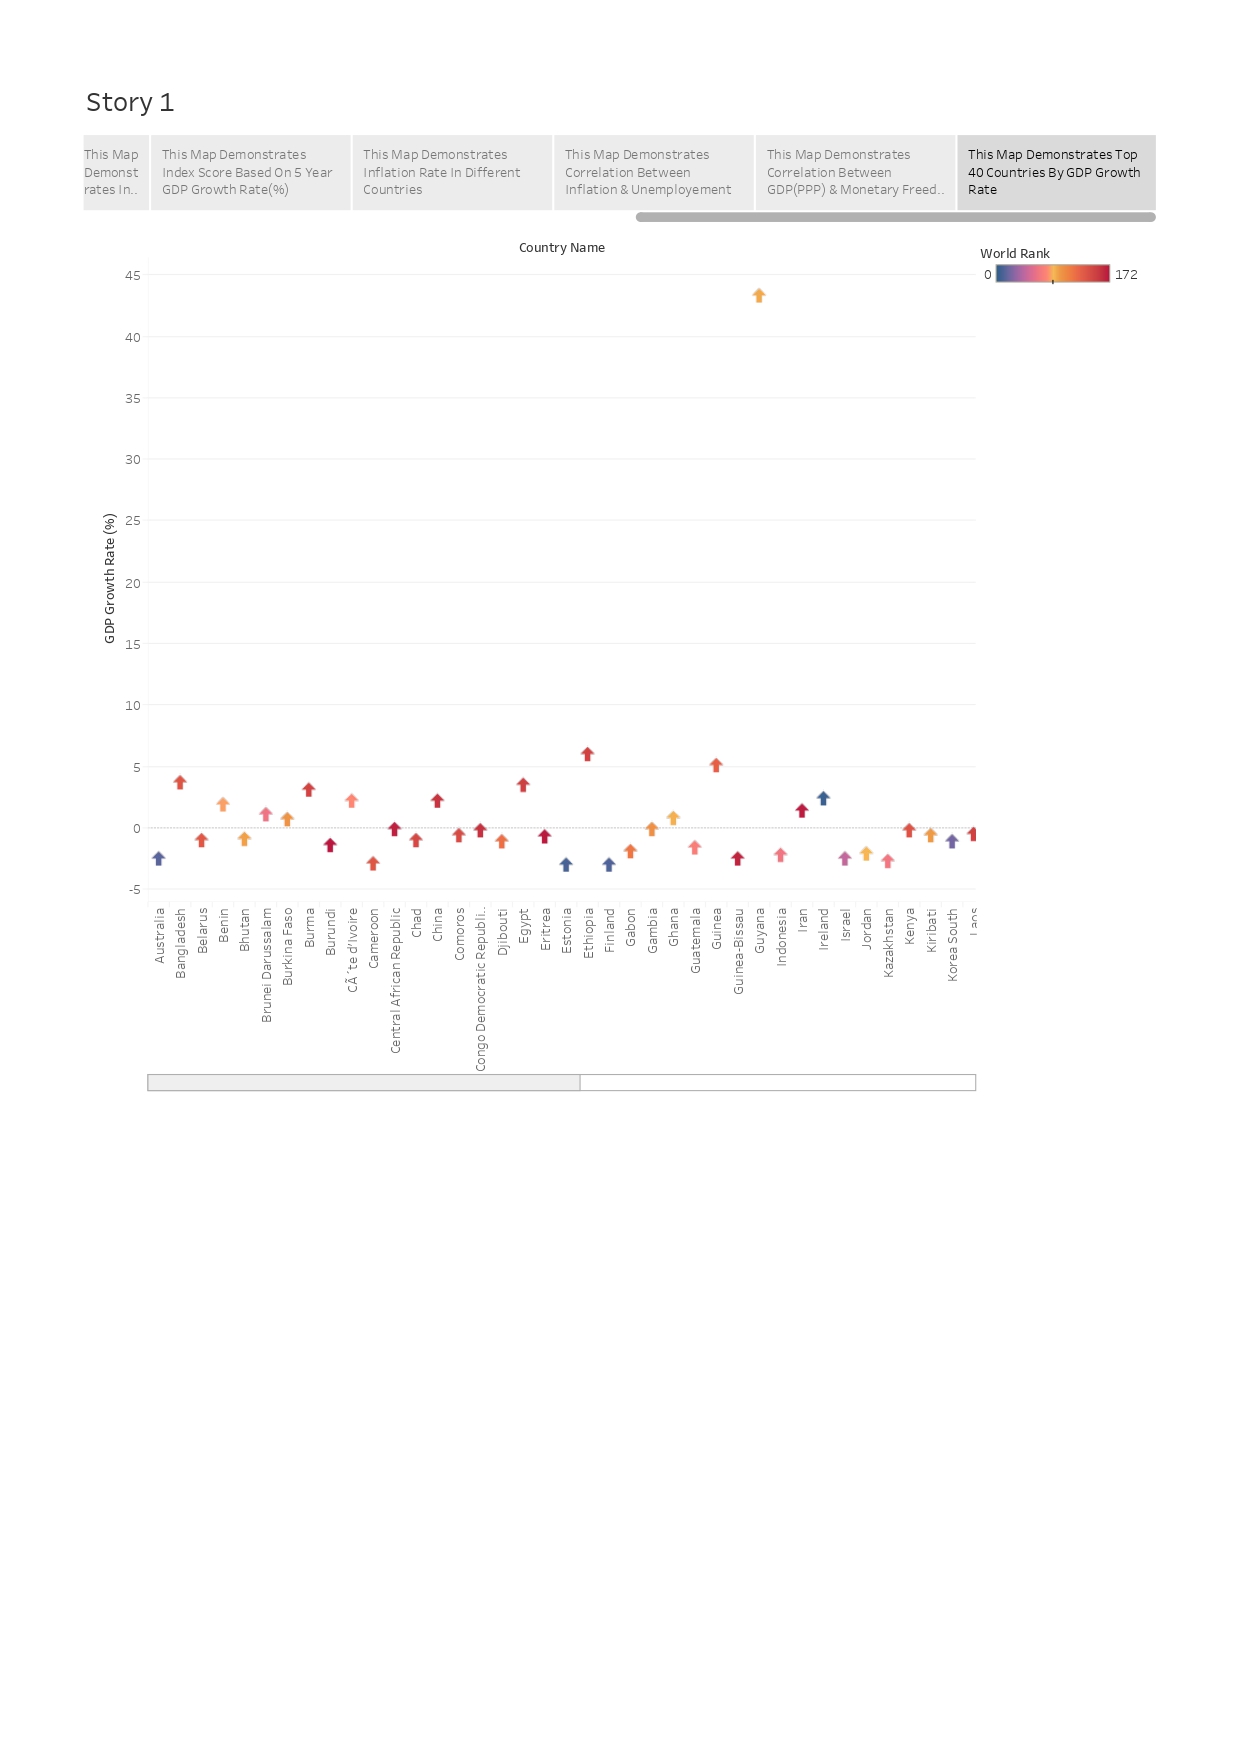 Story 1
This Map
Demonst
rates In..
This Map Demonstrates
Index Score Based On 5 Year
GDP Growth Rate(%)
This Map Demonstrates
Inflation Rate In Different
Countries
This Map Demonstrates
Correlation Between
Inflation & Unemployement
This Map Demonstrates
Correlation Between
GDP(PPP) & Monetary Freed..
This Map Demonstrates Top
40 Countries By GDP Growth
Rate
Country Name
World Rank
0
172
45
40
35
30
25
20
15
10
5
0
-5
GDP Growth Rate (%)
Australia
Bangladesh
Belarus
Benin
Bhutan
Brunei Darussalam
Burkina Faso
Burma
Burundi
CÃ´te d'Ivoire
Cameroon
Central African Republic
Chad
China
Comoros
Congo Democratic Republi..
Djibouti
Egypt
Eritrea
Estonia
Ethiopia
Finland
Gabon
Gambia
Ghana
Guatemala
Guinea
Guinea-Bissau
Guyana
Indonesia
Iran
Ireland
Israel
Jordan
Kazakhstan
Kenya
Kiribati
Korea South